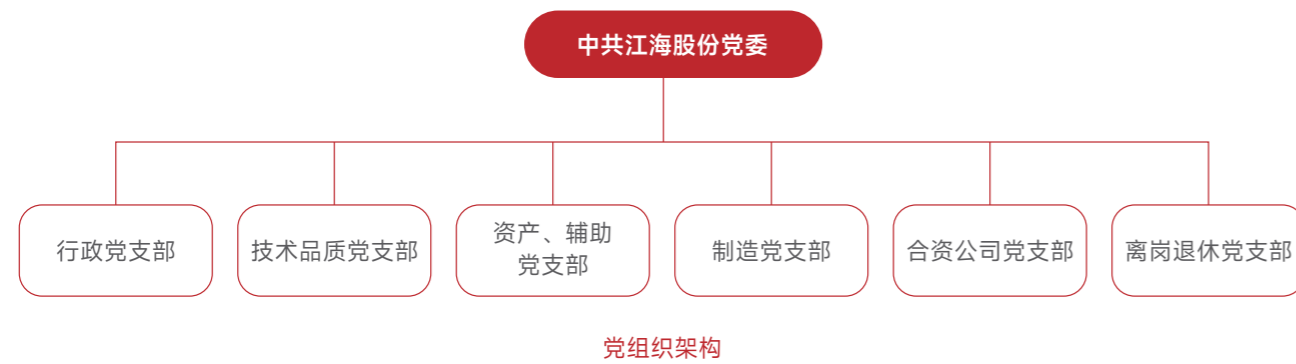 中共江海股份党委
行政党支部
技术品质党支部
资产、辅助
党支部
制造党支部
合资公司党支部
离岗退休党支部
党组织架构